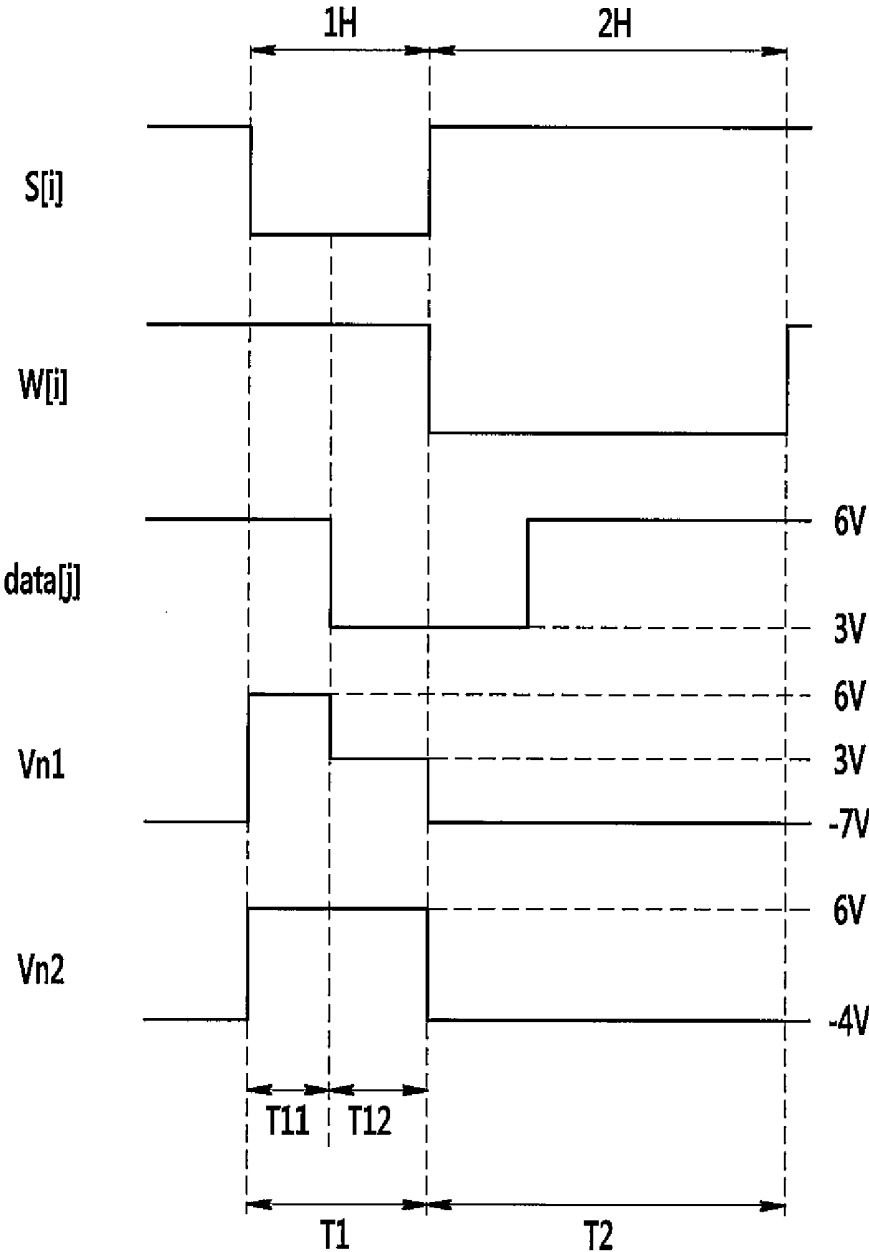 1H 2H
S[i]
W[i]
6V
data[j]
3V
6V
Vn1 3V
-7V
6V
Vn2
-4V
T11 T12
T1 T2